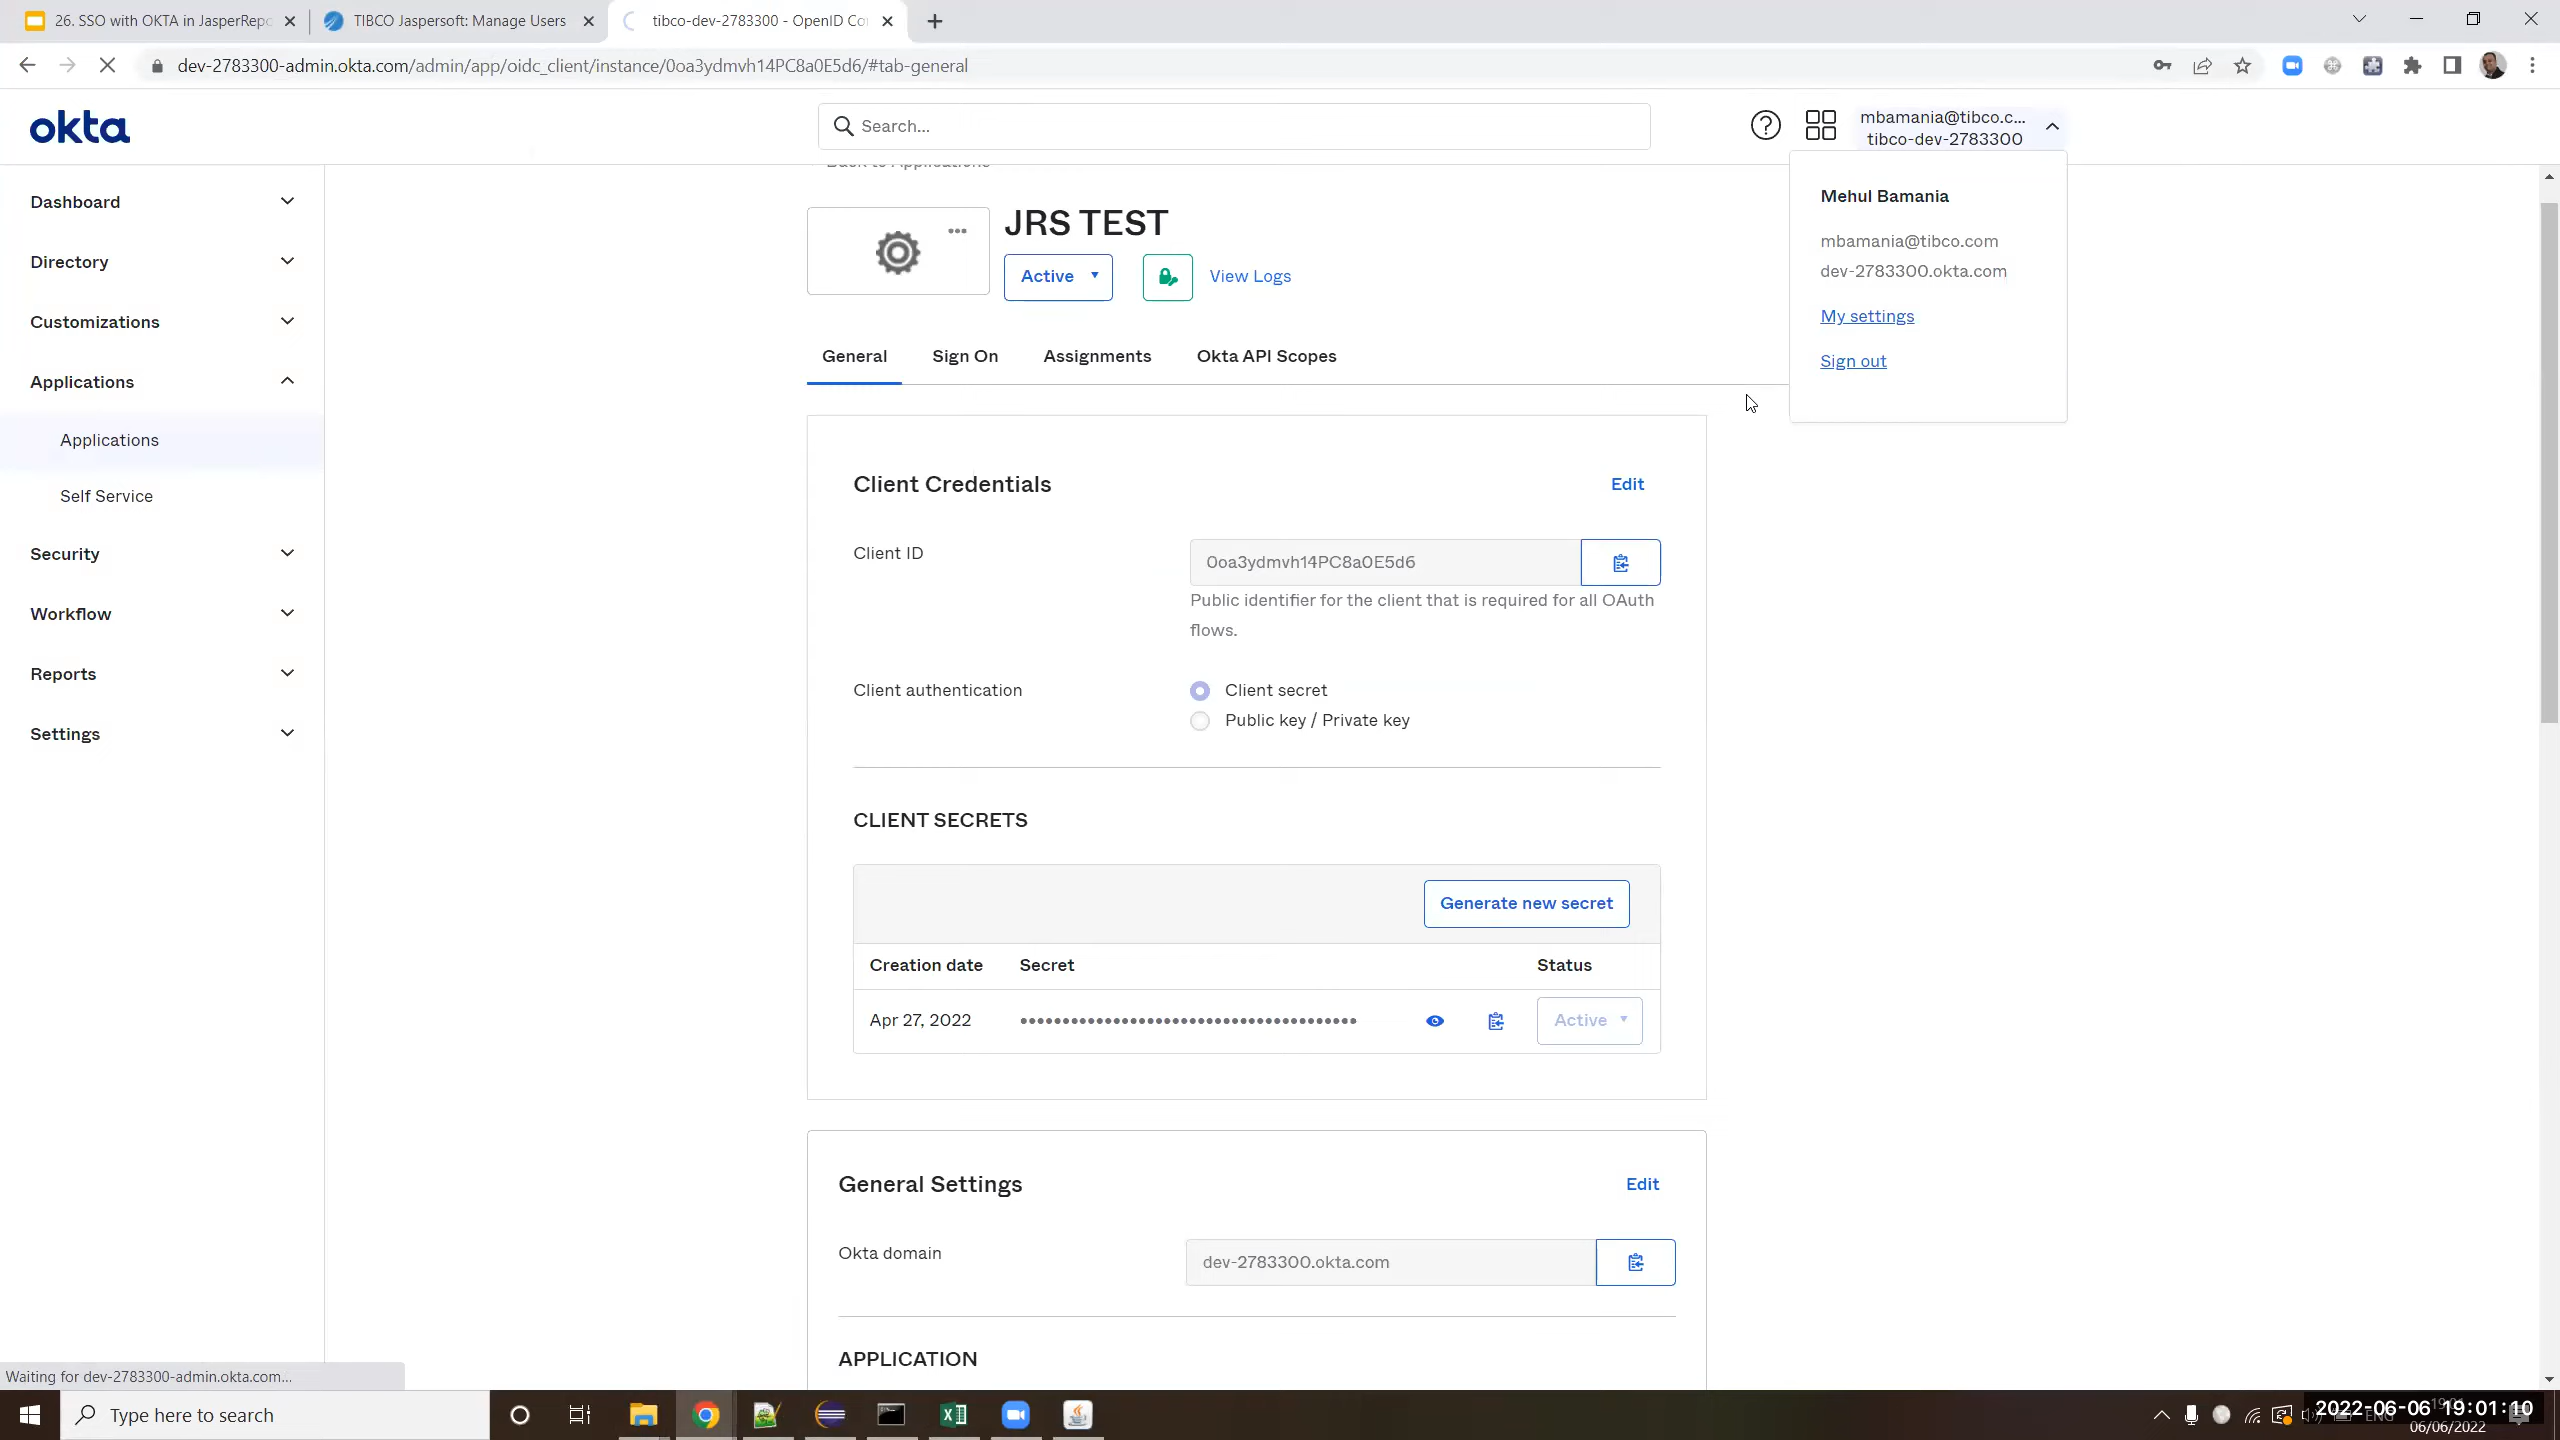 26. SSO with OKTA in JasperRepo
TIBCO Jaspersoft: Manage Users
tibco-dev-2783300 - OpenID Co
dev-2783300-admin.okta.com/admin/app/oidc_client/instance/0oa3ydmvh14PC8a0E5d6/#tab-general
okta
Search...
mbamania@tibco.c...
tibco-dev-2783300
Back to Applications
Dashboard
Directory
Customizations
Applications
Applications
Self Service
Security
Workflow
Reports
Settings
JRS TEST
Active
View Logs
Mehul Bamania
mbamania@tibco.com
dev-2783300.okta.com
My settings
Sign out
General
Sign On
Assignments
Okta API Scopes
Client Credentials
Edit
Client ID
0oa3ydmvh14PC8a0E5d6
Public identifier for the client that is required for all OAuth
flows.
Client authentication
Client secret
Public key / Private key
CLIENT SECRETS
Generate new secret
Creation date
Secret
Status
Apr 27, 2022
••••••••••••••••••••••••••••••••••••••••
Active
General Settings
Edit
Okta domain
dev-2783300.okta.com
APPLICATION
Waiting for dev-2783300-admin.okta.com...
Type here to search
2022-06-06 19:01:10
06/06/2022